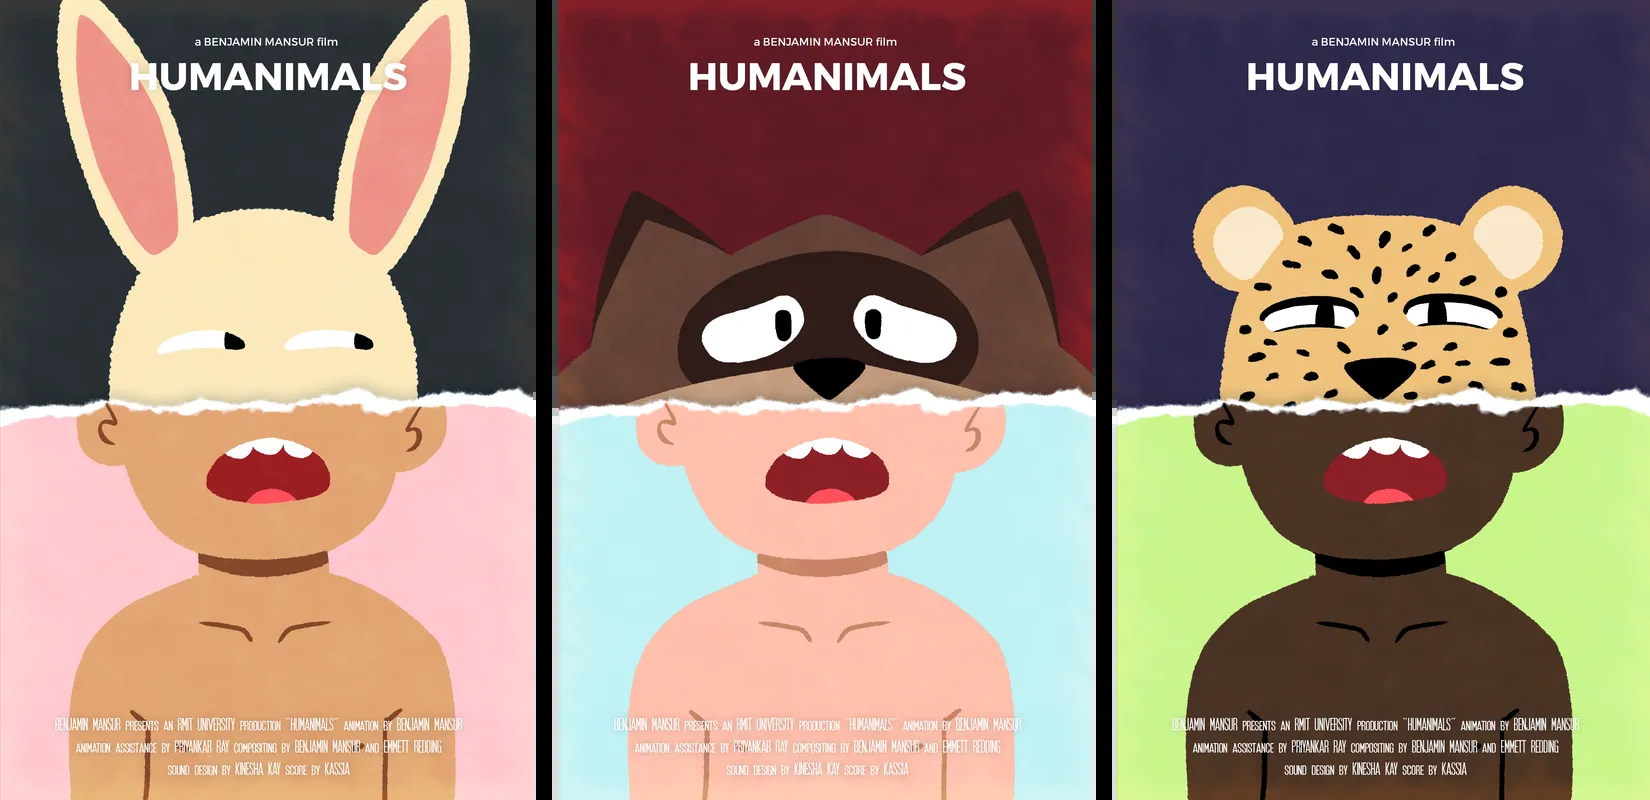 a BENJAMIN MANSUR film
HUMANIMALS
BENJAMIN MANSUR PRESENTS AN RMIT UNIVERSITY PRODUCTION "HUMANIMALS" ANIMATION BY BENJAMIN MANSUR
ANIMATION ASSISTANCE BY PRIYANKAR RAY COMPOSITING BY BENJAMIN MANSUR AND EMMETT REDDING
SOUND DESIGN BY KINESHA KAY SCORE BY KASSIA
a BENJAMIN MANSUR film
HUMANIMALS
BENJAMIN MANSUR PRESENTS AN RMIT UNIVERSITY PRODUCTION "HUMANIMALS" ANIMATION BY BENJAMIN MANSUR
ANIMATION ASSISTANCE BY PRIYANKAR RAY COMPOSITING BY BENJAMIN MANSUR AND EMMETT REDDING
SOUND DESIGN BY KINESHA KAY SCORE BY KASSIA
a BENJAMIN MANSUR film
HUMANIMALS
BENJAMIN MANSUR PRESENTS AN RMIT UNIVERSITY PRODUCTION "HUMANIMALS" ANIMATION BY BENJAMIN MANSUR
ANIMATION ASSISTANCE BY PRIYANKAR RAY COMPOSITING BY BENJAMIN MANSUR AND EMMETT REDDING
SOUND DESIGN BY KINESHA KAY SCORE BY KASSIA